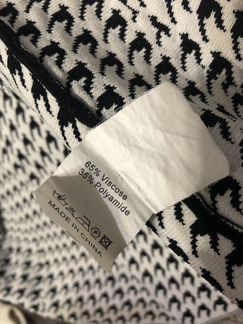 65% Viscose
35% Polyamide
MADE IN CHINA